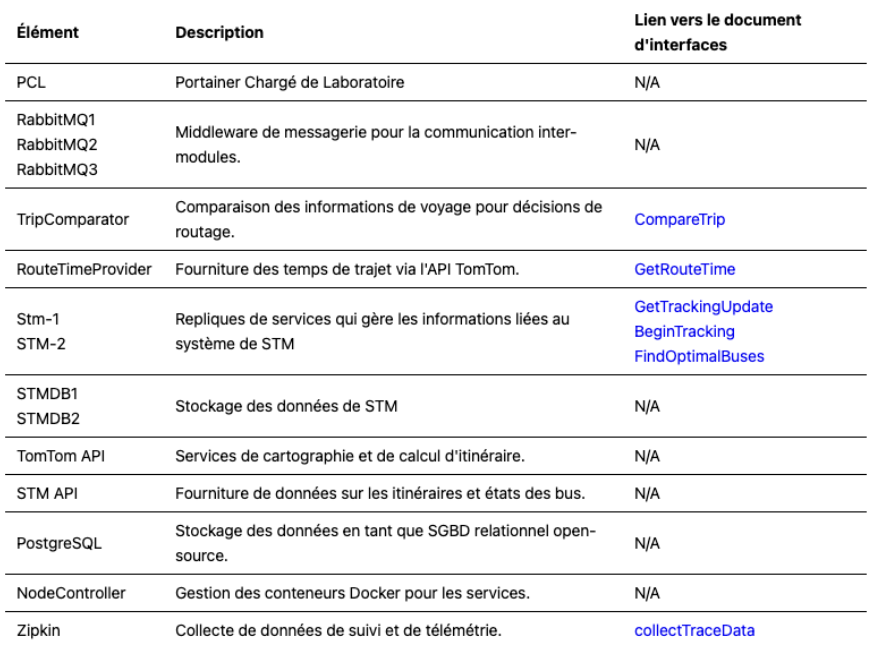 Élément Description Lien vers le document
d'interfaces
PCL Portainer Chargé de Laboratoire N/A
RabbitMQ1
RabbitMQ2
RabbitMQ3
Middleware de messagerie pour la communication inter-
modules.
N/A
TripComparator
Comparaison des informations de voyage pour décisions de
routage.
CompareTrip
RouteTimeProvider Fourniture des temps de trajet via l'API TomTom. GetRouteTime
Stm-1
STM-2
Repliques de services qui gère les informations liées au
système de STM
GetTrackingUpdate
BeginTracking
FindOptimalBuses
STMDB1
STMDB2
Stockage des données de STM
N/A
TomTom API Services de cartographie et de calcul d'itinéraire. N/A
STM API Fourniture de données sur les itinéraires et états des bus. N/A
PostgreSQL
Stockage des données en tant que SGBD relationnel open-
source.
N/A
NodeController Gestion des conteneurs Docker pour les services. N/A
Zipkin Collecte de données de suivi et de télémétrie. collectTraceData